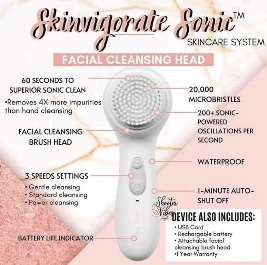 Skinvigorate Sonic™
SKINCARE SYSTEM
FACIAL CLEANSING HEAD
60 SECONDS TO
SUPERIOR SONIC CLEAN
•Removes 4X more impurities
than hand cleansing
FACIAL CLEANSING
BRUSH HEAD
3 SPEEDS SETTINGS
• Gentle cleansing
• Standard cleansing
• Power cleansing
BATTERY LIFE INDICATOR
20,000
MICROBRISTLES
200+ SONIC-
POWERED
OSCILLATIONS PER
SECOND
WATERPROOF
1-MINUTE AUTO-
SHUT OFF
DEVICE ALSO INCLUDES:
• USB Cord
• Rechargable battery
• Attachable facial
cleansing brush head
•1 Year Warranty